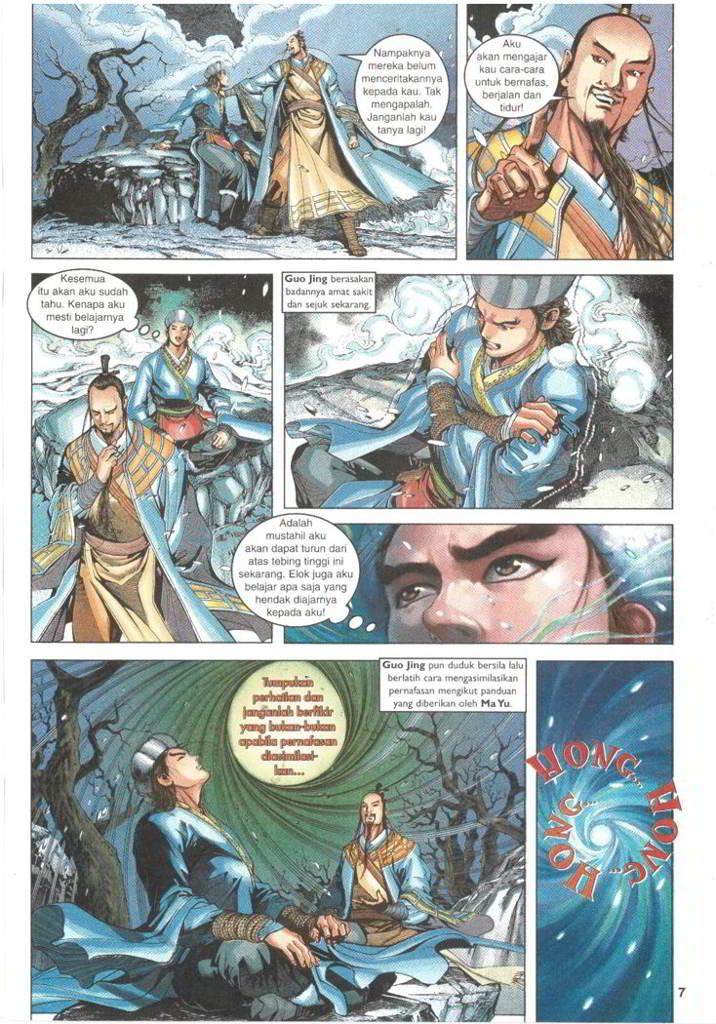 Nampaknya
mereka belum
menceritakannya
kepada kau. Tak
mengapalah.
Janganlah kau
tanya lagi!
Aku
akan mengajar
kau cara-cara
untuk bernafas,
berjalan dan
tidur!
Kesemua
itu akan aku sudah
tahu. Kenapa aku
mesti belajarnya
lagi?
Guo Jing berasakan
badannya amat sakit
dan sejuk sekarang.
Adalah
mustahil aku
akan dapat turun dari
atas tebing tinggi ini
sekarang. Elok juga aku
belajar apa saja yang
hendak diajarnya
kepada aku!
Tumpukan
perhatian dan
janganlah berfikir
yang bukan-bukan
apabila pernafasan
diasimilast-
kan...
Guo Jing pun duduk bersila lalu
berlatih cara mengasimilasikan
pernafasan mengikut panduan
yang diberikan oleh Ma Yu.
HONG...
HONG...
HONG...
7